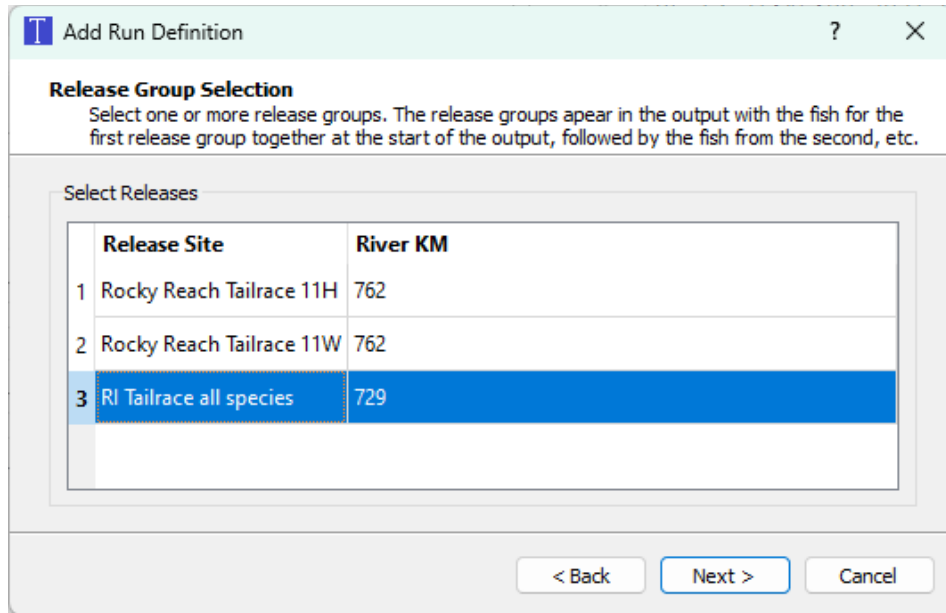 T Add Run Definition ? ×
Release Group Selection
Select one or more release groups. The release groups apear in the output with the fish for the
first release group together at the start of the output, followed by the fish from the second, etc.
Select Releases
Release Site River KM
1 Rocky Reach Tailrace 11H 762
2 Rocky Reach Tailrace 11W 762
3 RI Tailrace all species 729
< Back Next > Cancel